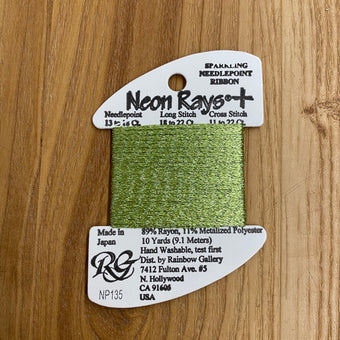 SPARKLING
NEEDLEPOINT
RIBBON
Neon Rays®+
Needlepoint Long Stitch Cross Stitch
13 to 18 Ct. 18 to 22 Ct. 11 to 22 Ct.
89% Rayon, 11% Metalized Polyester
Made in
Japan
10 Yards (9.1 Meters)
Hand Washable, test first
Dist. by Rainbow Gallery
7412 Fulton Ave. #5
N. Hollywood
CA 91605
USA
RG
NP135